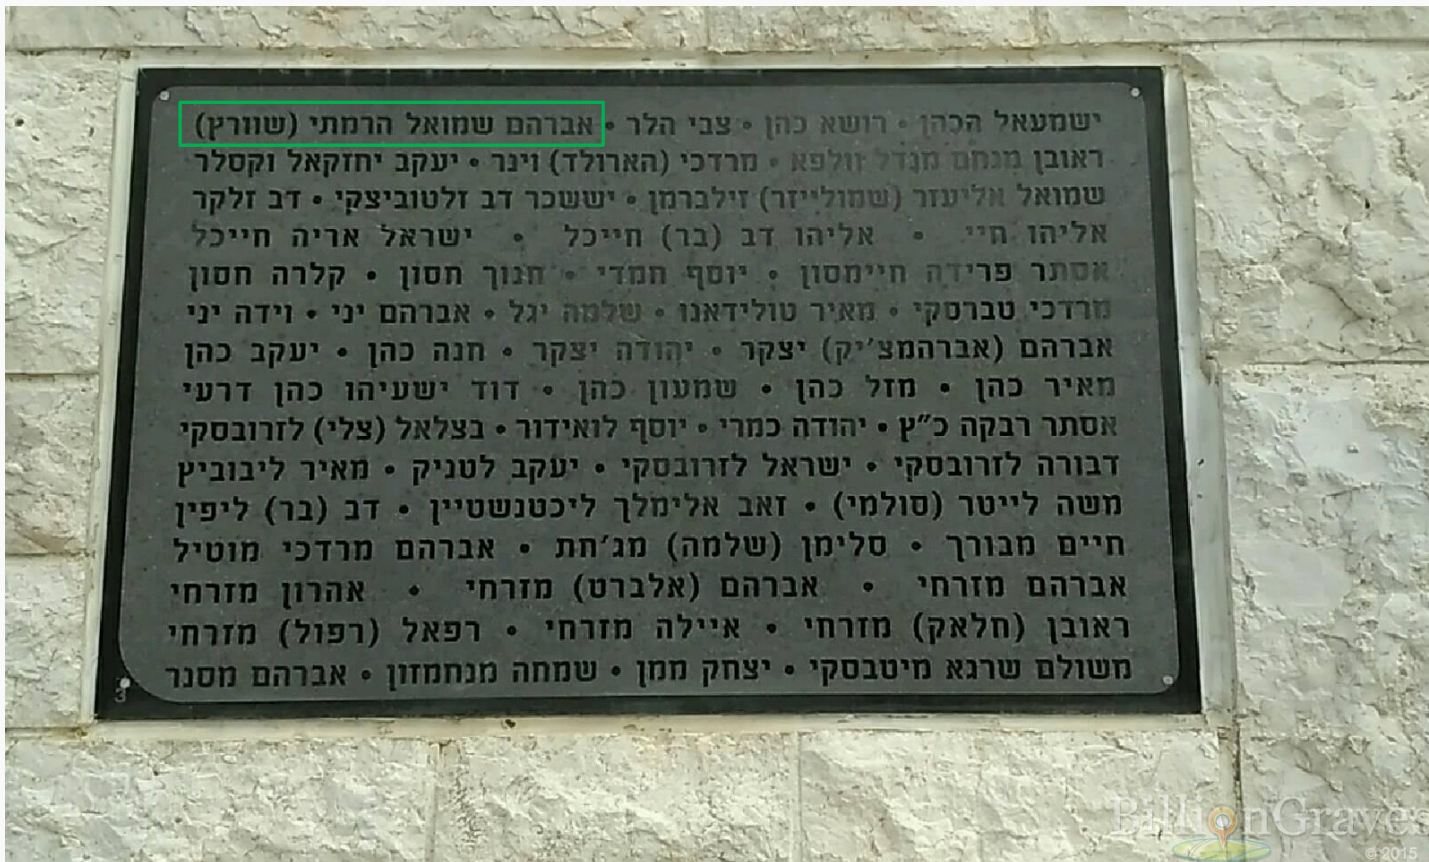 ישמעאל הכהן • רושא כהן • צבי הלר • אברהם שמואל הרמתי (שוורץ)
ראובן מנחם מנדל וולפא • מרדכי (הארולד) וינר • יעקב יחזקאל וקסלר
שמואל אליעזר (שמולייזר) זילברמן • יששכר דב זלטוביצקי • דב זלקר
אליהו חיי • אליהו דב (בר) חייכל • ישראל אריה חייכל
אסתר פרידה חיימסון • יוסף חמדי • חנוך חסון • קלרה חסון
מרדכי טברסקי • מאיר טולידאנו • שלמה יגל • אברהם יני • וידה יני
אברהם (אברהמצ׳יק) יצקר • יהודה יצקר • חנה כהן • יעקב כהן
מאיר כהן • מזל כהן • שמעון כהן • דוד ישעיהו כהן דרעי
אסתר רבקה כ״ץ • יהודה כמרי • יוסף לואידור • בצלאל (צלי) לזרובסקי
דבורה לזרובסקי • ישראל לזרובסקי • יעקב לטניק • מאיר ליבוביץ
משה לייטר (סולמי) • זאב אלימלך ליכטנשטיין • דב (בר) ליפין
חיים מבורך • סלימן (שלמה) מג׳חת • אברהם מרדכי מוטיל
אברהם מזרחי • אברהם (אלברט) מזרחי • אהרון מזרחי
ראובן (חלאק) מזרחי • איילה מזרחי • רפאל (רפול) מזרחי
משולם שרגא מיטבסקי • יצחק ממן • שמחה מנחמזון • אברהם מסנר
3
BillionGraves
© 2015